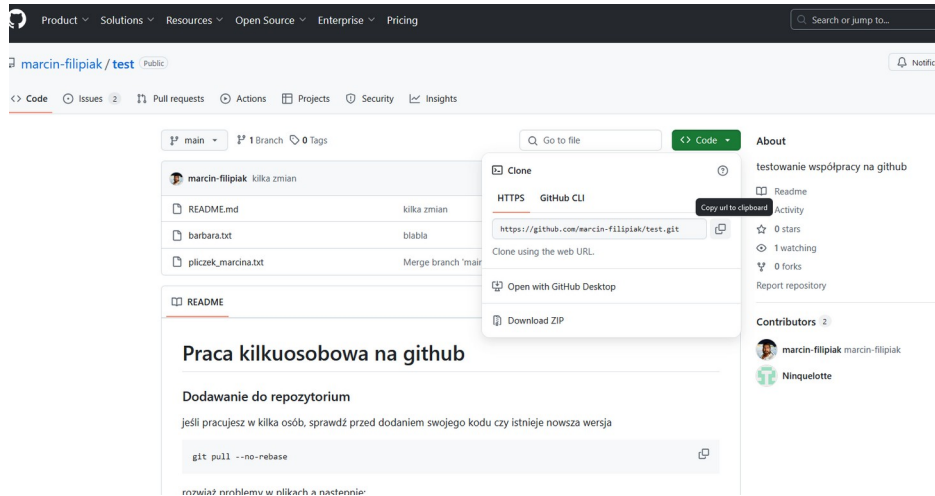 Product Solutions Resources Open Source Enterprise Pricing Search or jump to...
marcin-filipiak / test Public
Code Issues 2 Pull requests Actions Projects Security Insights
main 1 Branch 0 Tags Go to file <> Code
marcin-filipiak kilka zmian
README.md kilka zmian
barbara.txt blabla
pliczek_marcina.txt Merge branch
README
Clone
HTTPS GitHub CLI
Copy url to clipboard
https://github.com/marcin-filipiak/test.git
Clone using the web URL.
Open with GitHub Desktop
Download ZIP
About
testowanie współpracy na github
Readme
Activity
0 stars
1 watching
0 forks
Report repository
Contributors 2
marcin-filipiak marcin-filipiak
Ninquelotte
Praca kilkuosobowa na github
Dodawanie do repozytorium
jeśli pracujesz w kilka osób, sprawdź przed dodaniem swojego kodu czy istnieje nowsza wersja
git pull --no-rebase
rozwiąż problemy w plikach a następnie: